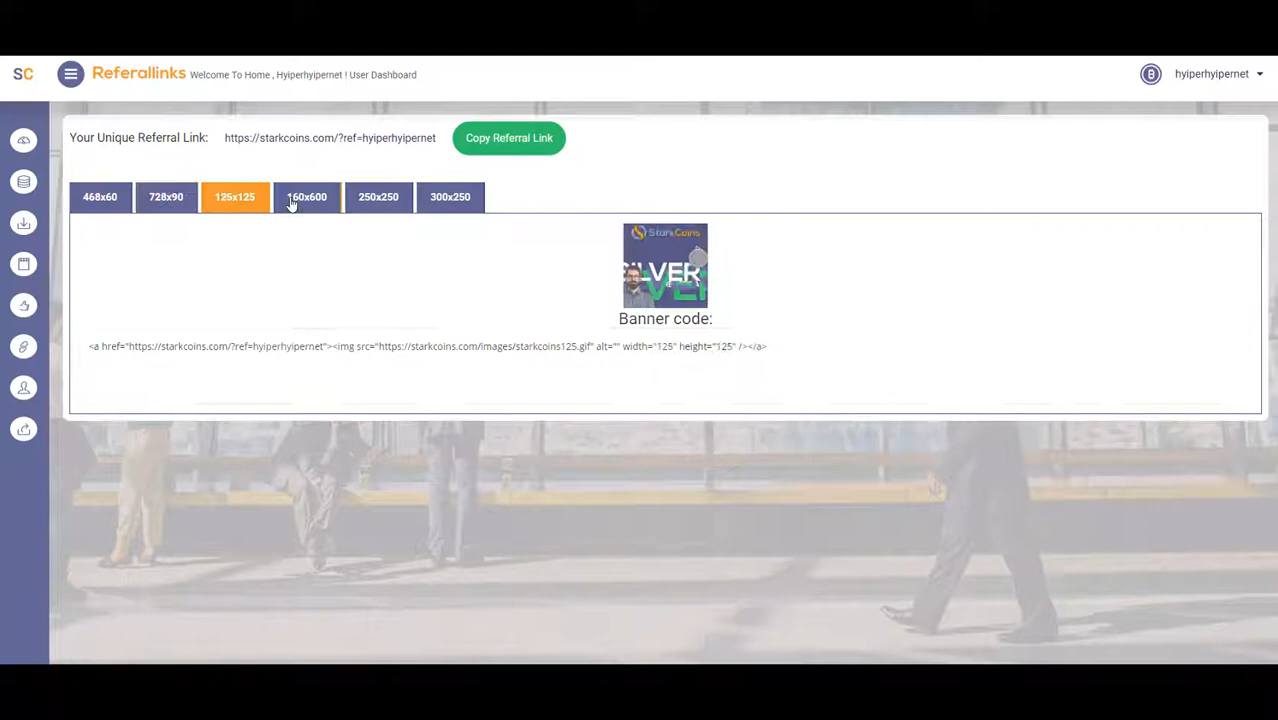 SC
Referallinks Welcome To Home , Hyiperhyipernet ! User Dashboard
hyiperhyipernet
Your Unique Referral Link: https://starkcoins.com/?ref=hyiperhyipernet Copy Referral Link
468x60 728x90 125x125 160x600 250x250 300x250
StarkCoins
SILVER
Banner code:
<a href="https://starkcoins.com/?ref=hyiperhyipernet"><img src="https://starkcoins.com/images/starkcoins125.gif" alt="" width="125" height="125" /></a>